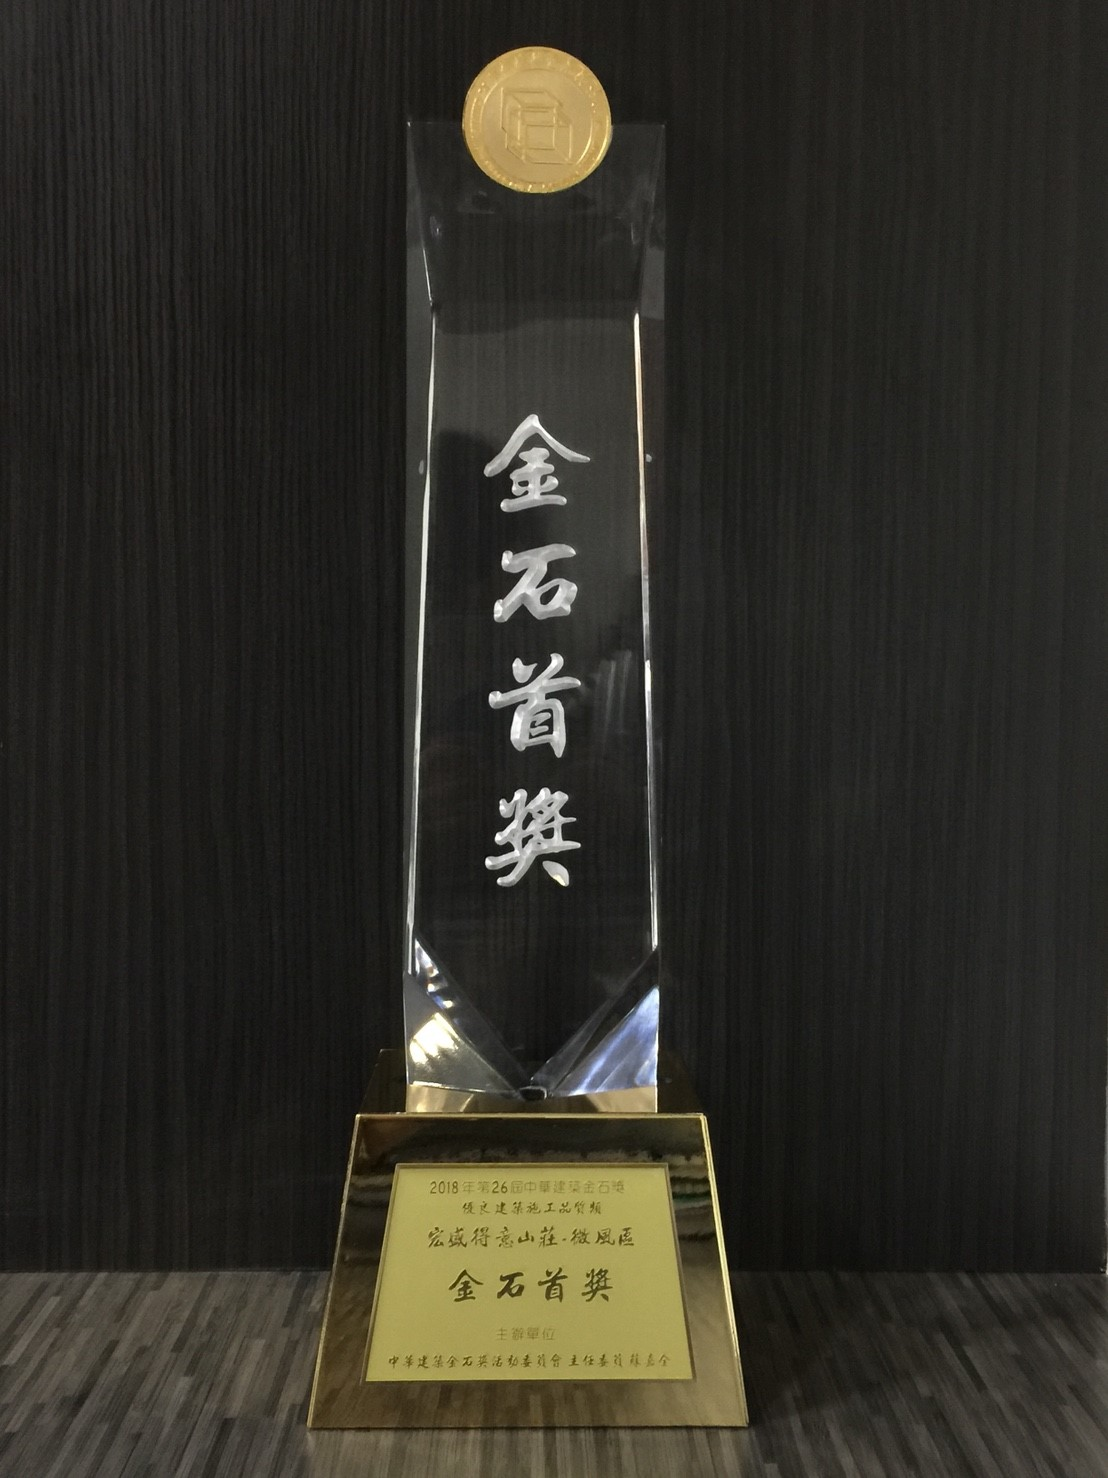 金石首獎
2018年第26屆中華建築金石獎
優良建築施工品質類
宏盛得意山莊-微風區
金石首獎
主辦單位
中華建築金石獎活動委員會 主任委員 蘇嘉全